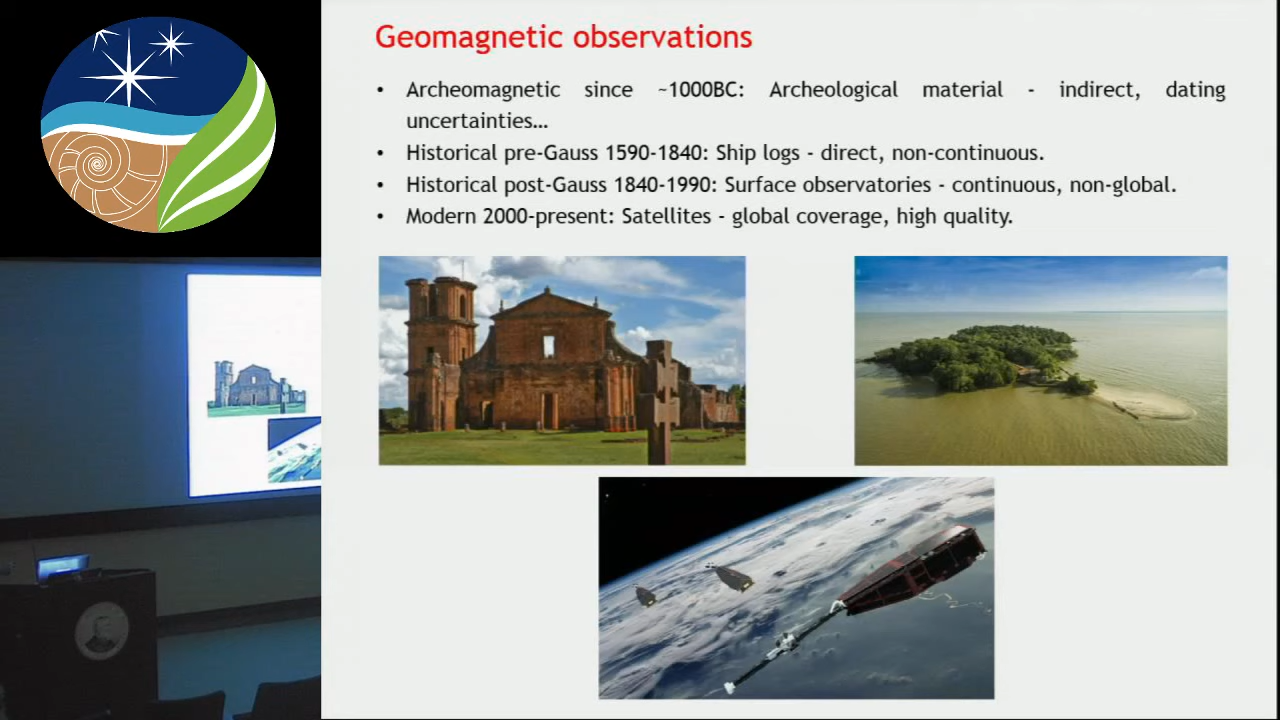 Geomagnetic observations
• Archeomagnetic since ~1000BC: Archeological material - indirect, dating
uncertainties…
• Historical pre-Gauss 1590-1840: Ship logs - direct, non-continuous.
• Historical post-Gauss 1840-1990: Surface observatories - continuous, non-global.
• Modern 2000-present: Satellites - global coverage, high quality.